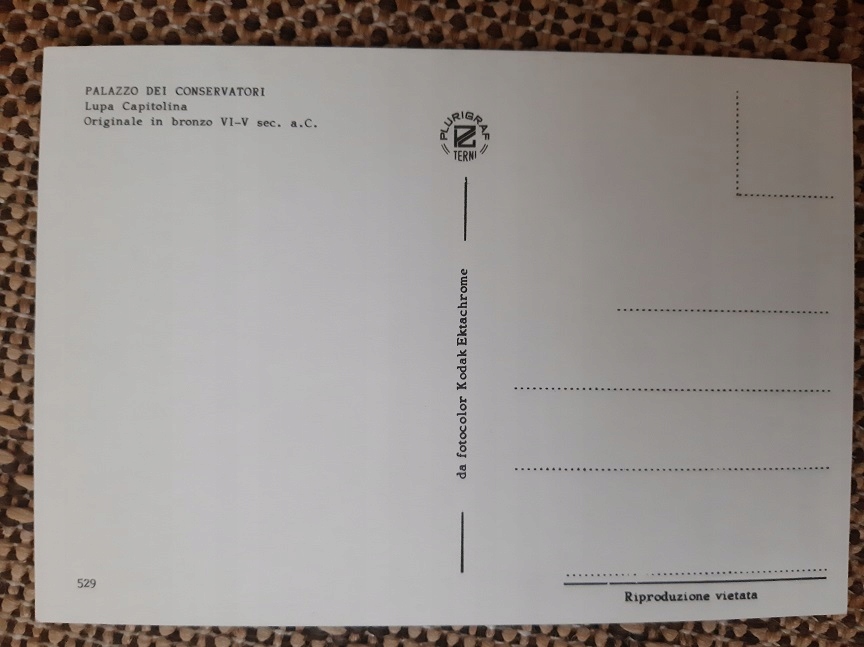 PALAZZO DEI CONSERVATORI
Lupa Capitolina
Originale in bronzo VI-V sec. a.C.
PLURIGRAF
TERNI
da fotocolor Kodak Ektachrome
529
Riproduzione vietata